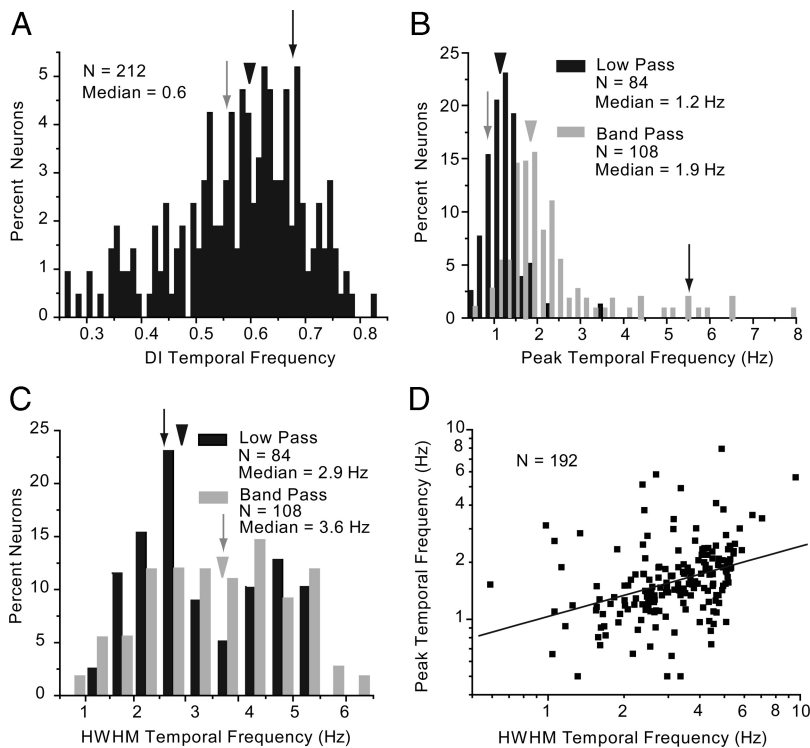 A
N = 212
Median = 0.6
5
4
3
2
1
0
Percent Neurons
0.3 0.4 0.5 0.6 0.7 0.8
DI Temporal Frequency
B
25
20
15
10
5
0
Percent Neurons
Low Pass
N = 84
Median = 1.2 Hz
Band Pass
N = 108
Median = 1.9 Hz
1 2 3 4 5 6 7 8
Peak Temporal Frequency (Hz)
C
25
20
15
10
5
0
Percent Neurons
Low Pass
N = 84
Median = 2.9 Hz
Band Pass
N = 108
Median = 3.6 Hz
1 2 3 4 5 6
HWHM Temporal Frequency (Hz)
D
10
8
6
4
2
1
Peak Temporal Frequency (Hz)
N = 192
1 2 4 6 8 10
HWHM Temporal Frequency (Hz)